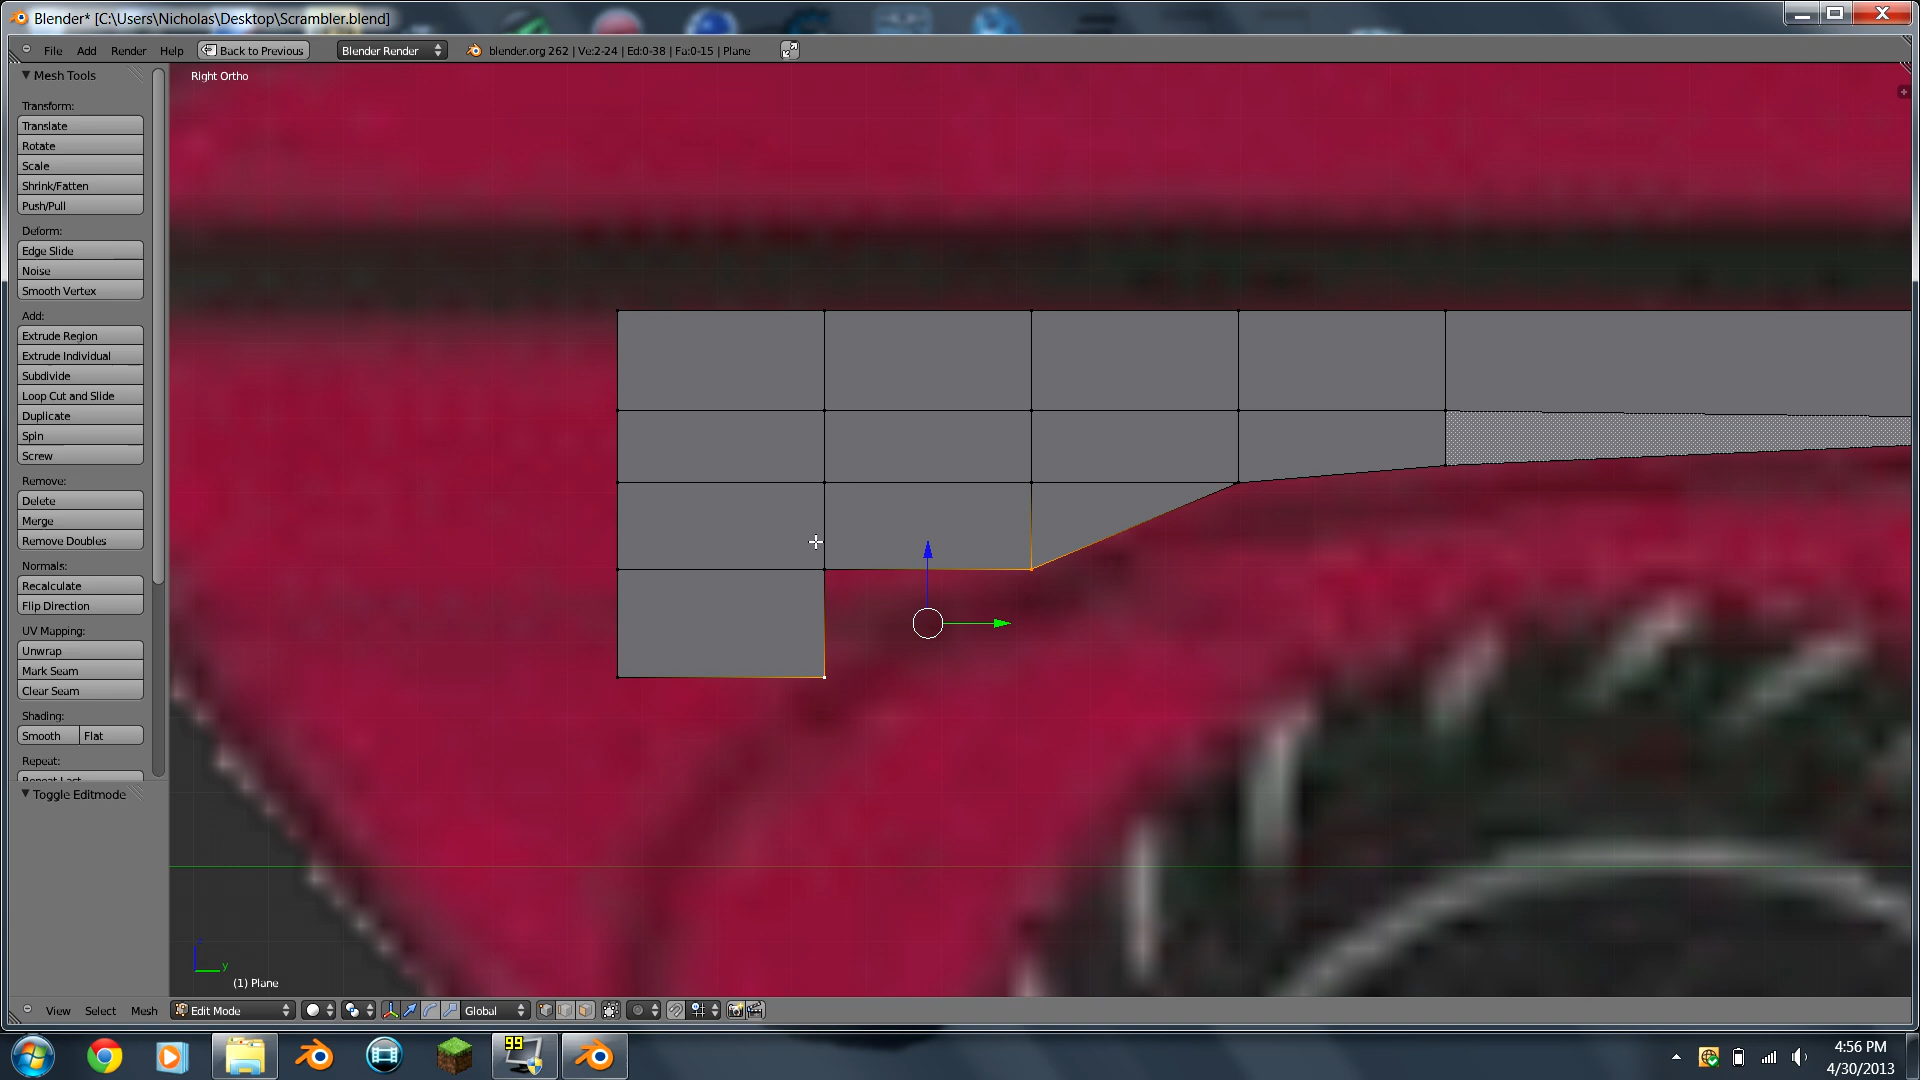 Blender* [C:\Users\Nicholas\Desktop\Scrambler.blend]
File Add Render Help Back to Previous Blender Render blender.org 262 | Ve:2-24 | Ed:0-38 | Fa:0-15 | Plane
Mesh Tools
Right Ortho
Transform:
Translate
Rotate
Scale
Shrink/Fatten
Push/Pull
Deform:
Edge Slide
Noise
Smooth Vertex
Add:
Extrude Region
Extrude Individual
Subdivide
Loop Cut and Slide
Duplicate
Spin
Screw
Remove:
Delete
Merge
Remove Doubles
Normals:
Recalculate
Flip Direction
UV Mapping:
Unwrap
Mark Seam
Clear Seam
Shading:
Smooth Flat
Repeat:
Repeat Last
Toggle Editmode
y
(1) Plane
View Select Mesh Edit Mode Global
99
4:56 PM
4/30/2013